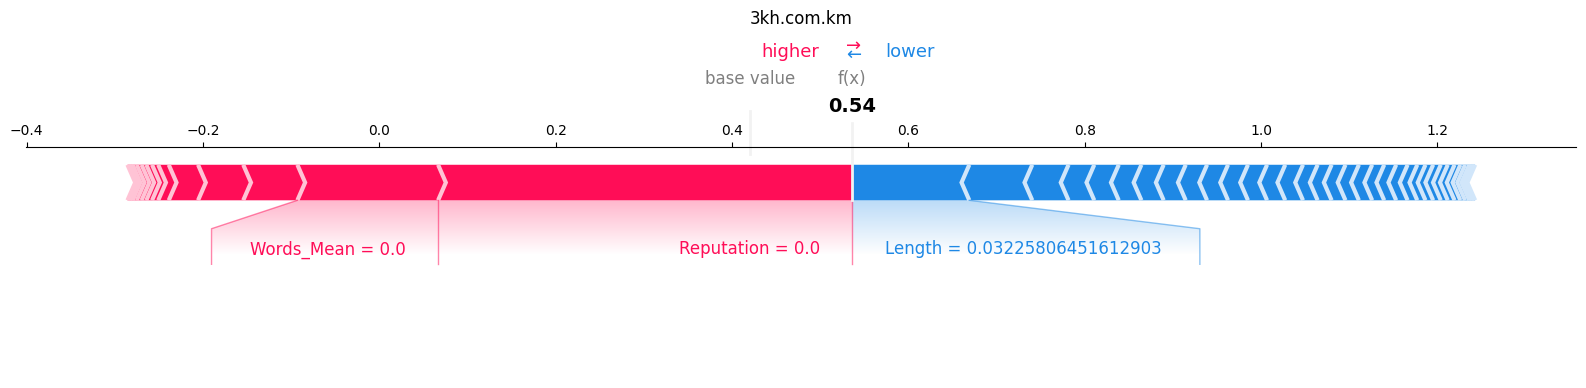 3kh.com.km
higher ⇄ lower
base value f(x)
0.54
−0.4 −0.2 0.0 0.2 0.4 0.6 0.8 1.0 1.2
Words_Mean = 0.0 Reputation = 0.0 Length = 0.03225806451612903